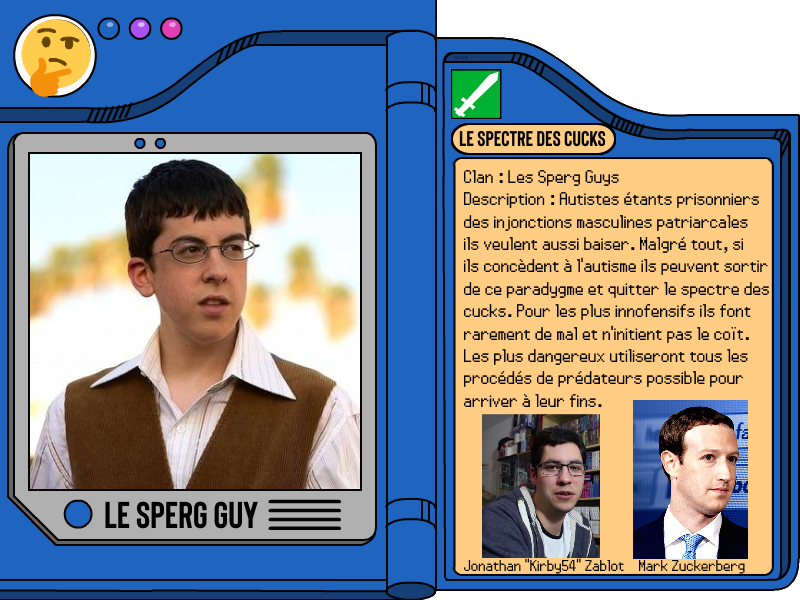 LE SPERG GUY
LE SPECTRE DES CUCKS
Clan : Les Sperg Guys
Description : Autistes étants prisonniers
des injonctions masculines patriarcales
ils veulent aussi baiser. Malgré tout, si
ils concèdent à l'autisme ils peuvent sortir
de ce paradygme et quitter le spectre des
cucks. Pour les plus innofensifs ils font
rarement de mal et n'initient pas le coït.
Les plus dangereux utiliseront tous les
procédés de prédateurs possible pour
arriver à leur fins.
Jonathan "Kirby54" Zablot
Mark Zuckerberg